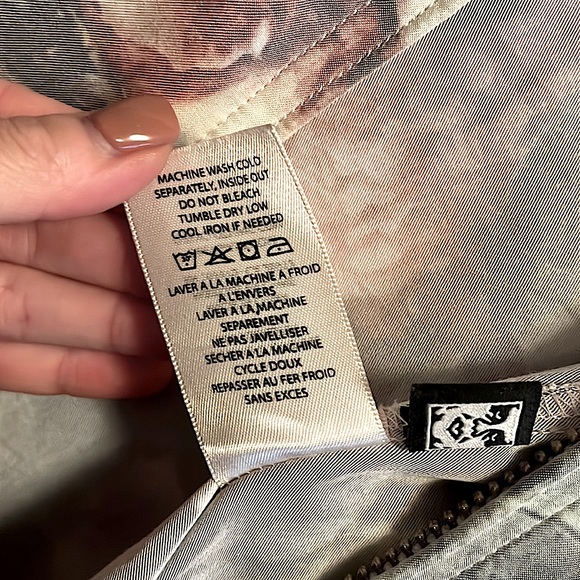 MACHINE WASH COLD
SEPARATELY, INSIDE OUT
DO NOT BLEACH
TUMBLE DRY LOW
COOL IRON IF NEEDED
30
LAVER A LA MACHINE A FROID
A L'ENVERS
LAVER A LA MACHINE
SEPAREMENT
NE PAS JAVELLISER
SÉCHER A LA MACHINE
CYCLE DOUX
REPASSER AU FER FROID
SANS EXCES